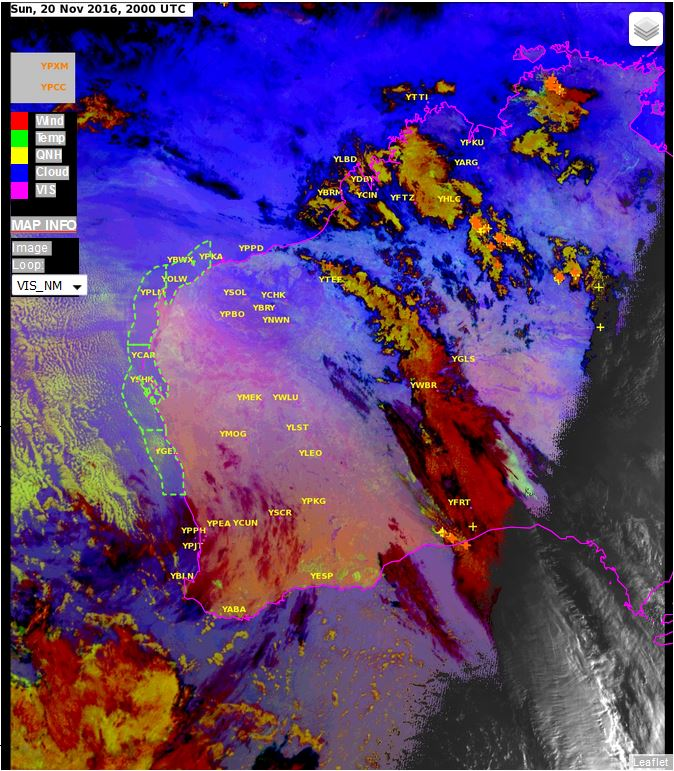 Sun, 20 Nov 2016, 2000 UTC
YPXM
YPCC
Wind
Temp
QNH
Cloud
VIS
MAP INFO
Image
Loop
VIS_NM
YTTI
YPKU
YLBD
YARG
YDBY
YBRM
YCIN
YFTZ
YHLC
YPPD
YPKA
YBWX
YOLW
YTEF
YPLM
YSOL
YCHK
YBRY
YPBO
YNWN
YCAR
YGLS
YSHK
YWBR
YMEK
YWLU
YLST
YMOG
YLEO
YGEL
YPKG
YFRT
YSCR
YPEA
YCUN
YPPH
YPJT
YBLN
YESP
YABA
Leaflet